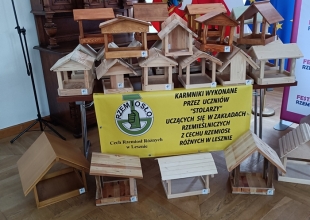 RZEMIOSŁO
Cech Rzemiosł Różnych
w Lesznie
KARMNIKI WYKONANE
PRZEZ UCZNIÓW
"STOLARZY"
UCZĄCYCH SIĘ W ZAKŁADACH
RZEMIEŚLNICZYCH
Z CECHU RZEMIOSŁ
RÓŻNYCH W LESZNIE